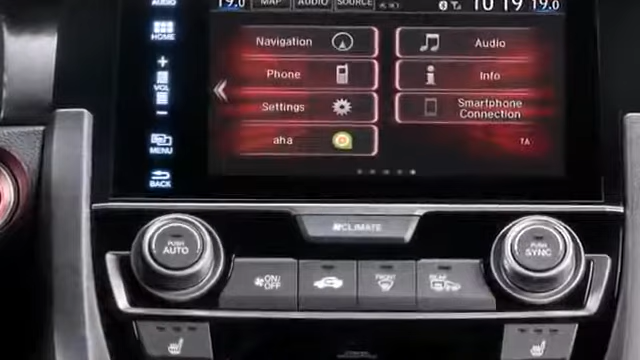 AUDIO
19.0 MAP AUDIO SOURCE 10 19 19.0
HOME
+
VOL
−
MENU
BACK
Navigation
Audio
Phone
Info
Settings
Smartphone
Connection
aha
TA
PUSH
AUTO
CLIMATE
PUSH
SYNC
ON/
OFF
FRONT
REAR